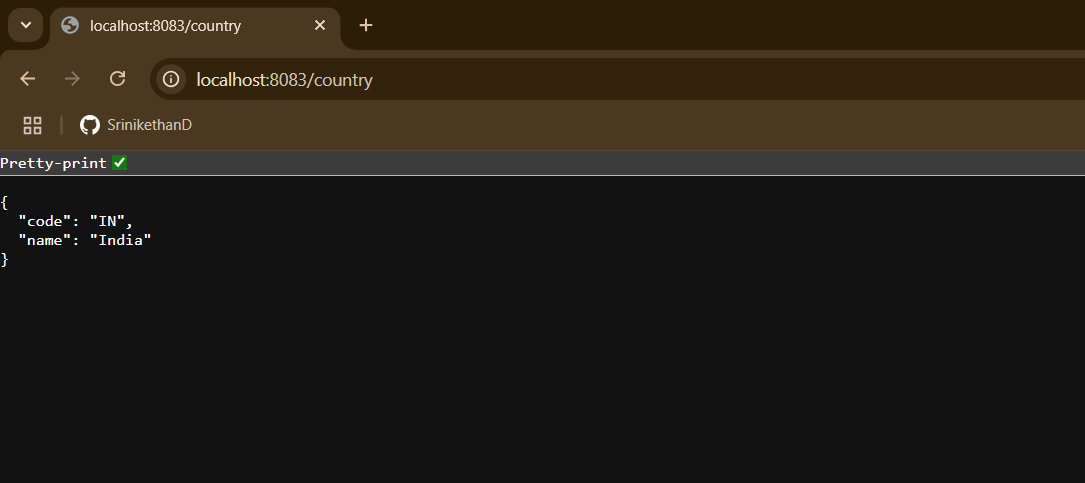 localhost:8083/country
localhost:8083/country
SrinikethanD
Pretty-print
{
  "code": "IN",
  "name": "India"
}